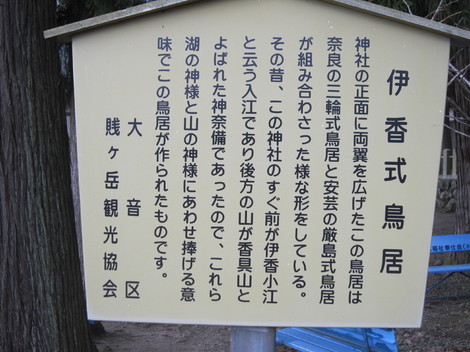 伊香式鳥居
神社の正面に両翼を広げたこの鳥居は
奈良の三輪式鳥居と安芸の厳島式鳥居
が組み合わさった様な形をしている。
その昔、この神社のすぐ前が伊香小江
と云う入江であり後方の山が香具山と
よばれた神奈備であったので、これら
湖の神様と山の神様にあわせ捧げる意
味でこの鳥居が作られたものです。
大音区
賤ヶ岳観光協会